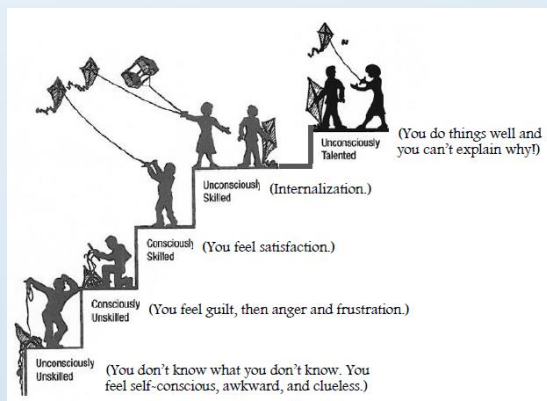 Unconsciously
Talented
(You do things well and
you can't explain why!)
Unconsciously
Skilled
(Internalization.)
Consciously
Skilled
(You feel satisfaction.)
Consciously
Unskilled
(You feel guilt, then anger and frustration.)
Unconsciously
Unskilled
(You don't know what you don't know. You
feel self-conscious, awkward, and clueless.)